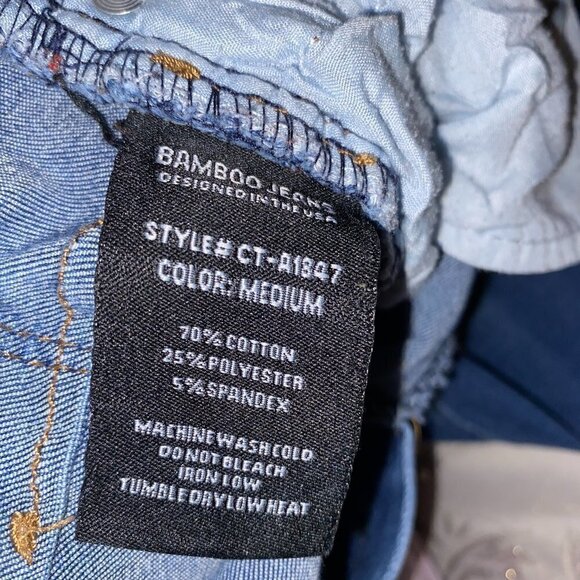 BAMBOO JEANS
DESIGNED IN THE USA
STYLE# CT-A1847
COLOR: MEDIUM
70% COTTON
25% POLYESTER
5% SPANDEX
MACHINE WASH COLD
DO NOT BLEACH
IRON LOW
TUMBLE DRY LOW HEAT